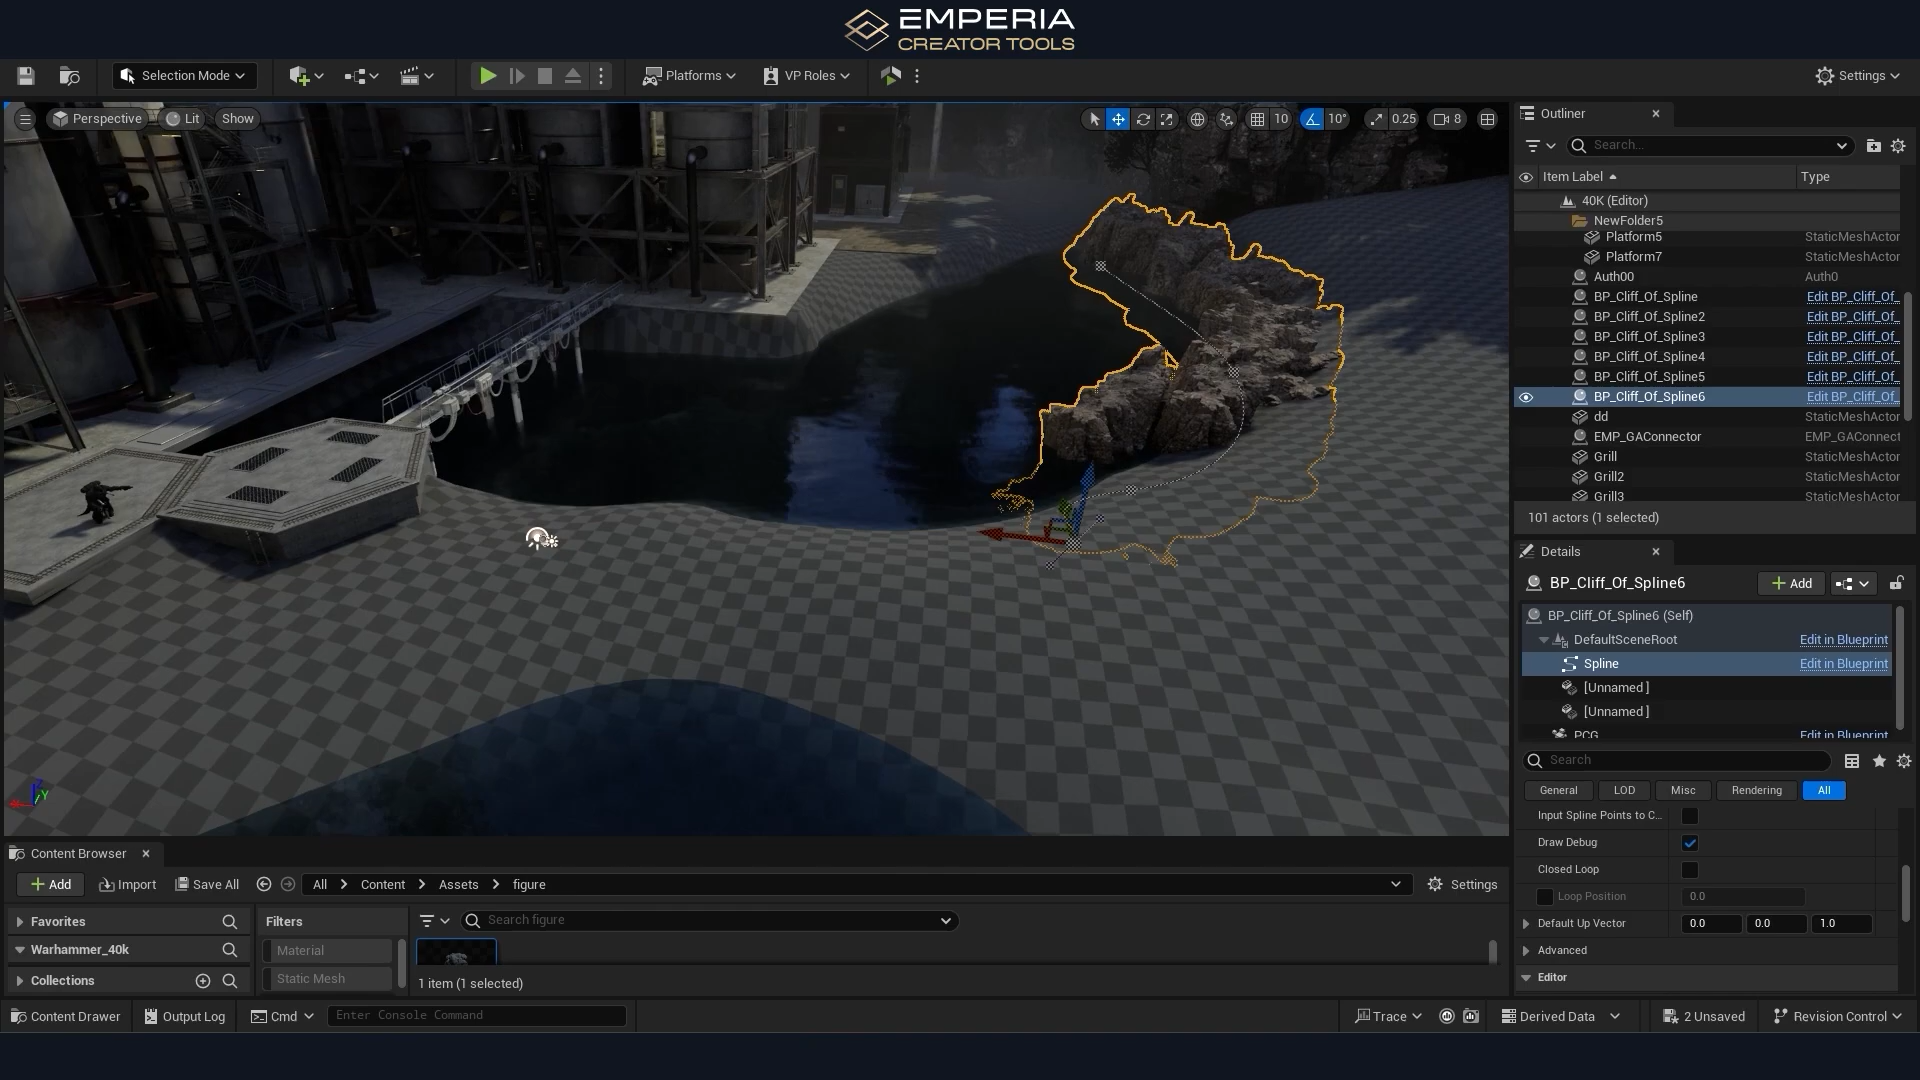 EMPERIA
CREATOR TOOLS
Selection Mode
Platforms
VP Roles
Settings
Perspective
Lit
Show
10
10°
0.25
8
Outliner
Search...
Item Label
Type
40K (Editor)
NewFolder5
Platform5 StaticMeshActor
Platform7 StaticMeshActor
Auth00 Auth0
BP_Cliff_Of_Spline Edit BP_Cliff_Of_
BP_Cliff_Of_Spline2 Edit BP_Cliff_Of_
BP_Cliff_Of_Spline3 Edit BP_Cliff_Of_
BP_Cliff_Of_Spline4 Edit BP_Cliff_Of_
BP_Cliff_Of_Spline5 Edit BP_Cliff_Of_
BP_Cliff_Of_Spline6 Edit BP_Cliff_Of_
dd StaticMeshActor
EMP_GAConnector EMP_GAConnect
Grill StaticMeshActor
Grill2 StaticMeshActor
Grill3 StaticMeshActor
101 actors (1 selected)
Details
BP_Cliff_Of_Spline6
Add
BP_Cliff_Of_Spline6 (Self)
DefaultSceneRoot Edit in Blueprint
Spline Edit in Blueprint
[Unnamed ]
[Unnamed ]
PCG Edit in Blueprint
Search
General
LOD
Misc
Rendering
All
Input Spline Points to C...
Draw Debug
Closed Loop
Loop Position 0.0
Default Up Vector 0.0 0.0 1.0
Advanced
Editor
X
Y
Z
Content Browser
Add
Import
Save All
All
Content
Assets
figure
Settings
Favorites
Warhammer_40k
Collections
Filters
Material
Static Mesh
Search figure
1 item (1 selected)
Content Drawer
Output Log
Cmd
Enter Console Command
Trace
Derived Data
2 Unsaved
Revision Control